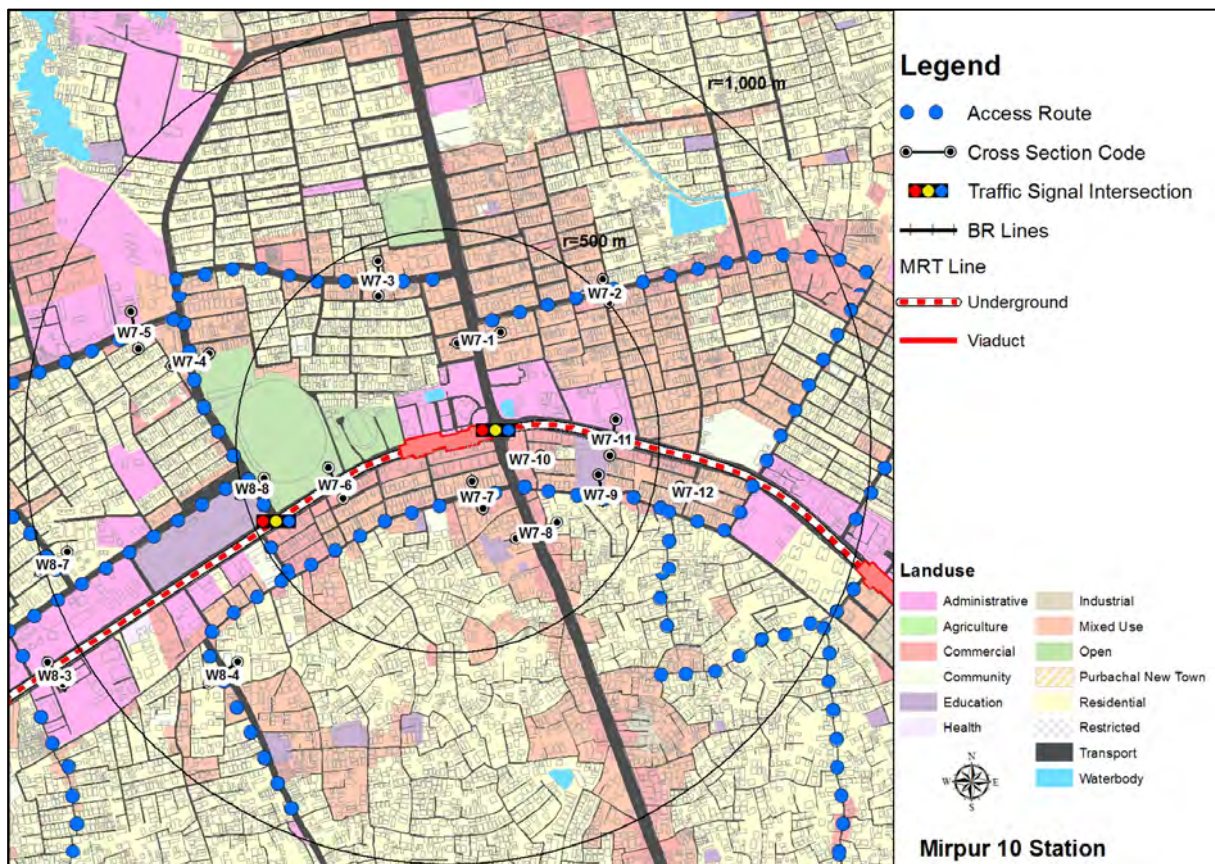 r=1,000 m
r=500 m
W7-3
W7-2
W7-5
W7-1
W7-4
W7-11
W7-10
W8-8
W7-6
W7-7
W7-9
W7-12
W7-8
W8-7
W8-3
W8-4
Legend
Access Route
Cross Section Code
Traffic Signal Intersection
BR Lines
MRT Line
Underground
Viaduct
Landuse
Administrative
Agriculture
Commercial
Community
Education
Health
Industrial
Mixed Use
Open
Purbachal New Town
Residential
Restricted
Transport
Waterbody
N
W
E
S
Mirpur 10 Station